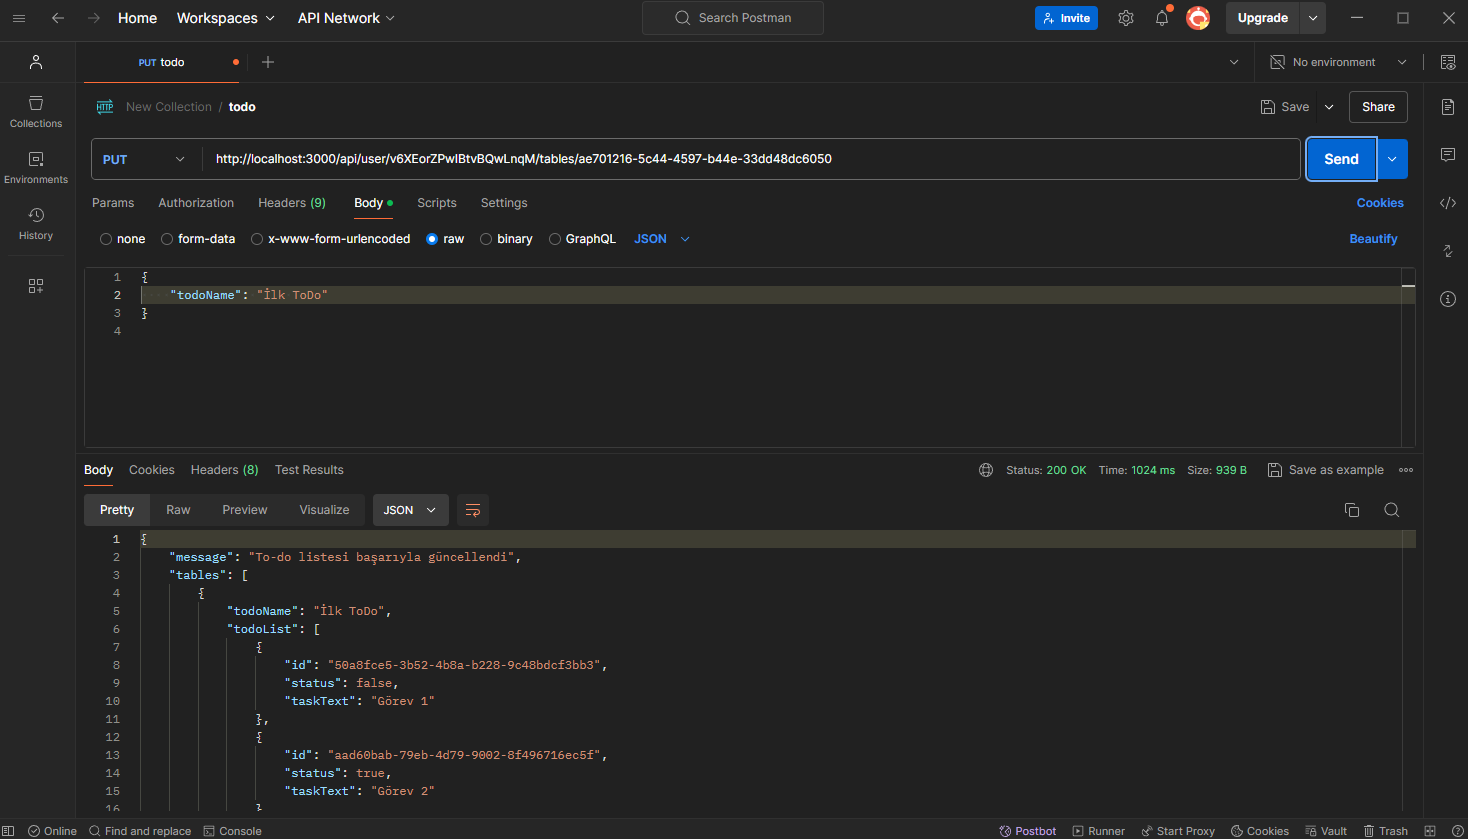 Home Workspaces API Network Search Postman Invite Upgrade
PUT todo No environment
HTTP New Collection / todo Save Share
PUT http://localhost:3000/api/user/v6XEorZPwIBtvBQwLnqM/tables/ae701216-5c44-4597-b44e-33dd48dc6050 Send
Params Authorization Headers (9) Body Scripts Settings Cookies
none form-data x-www-form-urlencoded raw binary GraphQL JSON Beautify
1 {
2 "todoName": "İlk ToDo"
3 }
4
Collections
Environments
History
Body Cookies Headers (8) Test Results Status: 200 OK Time: 1024 ms Size: 939 B Save as example
Pretty Raw Preview Visualize JSON
1 {
2 "message": "To-do listesi başarıyla güncellendi",
3 "tables": [
4 {
5 "todoName": "İlk ToDo",
6 "todoList": [
7 {
8 "id": "50a8fce5-3b52-4b8a-b228-9c48bdcf3bb3",
9 "status": false,
10 "taskText": "Görev 1"
11 },
12 {
13 "id": "aad60bab-79eb-4d79-9002-8f496716ec5f",
14 "status": true,
15 "taskText": "Görev 2"
16 }
Online Find and replace Console Postbot Runner Start Proxy Cookies Vault Trash